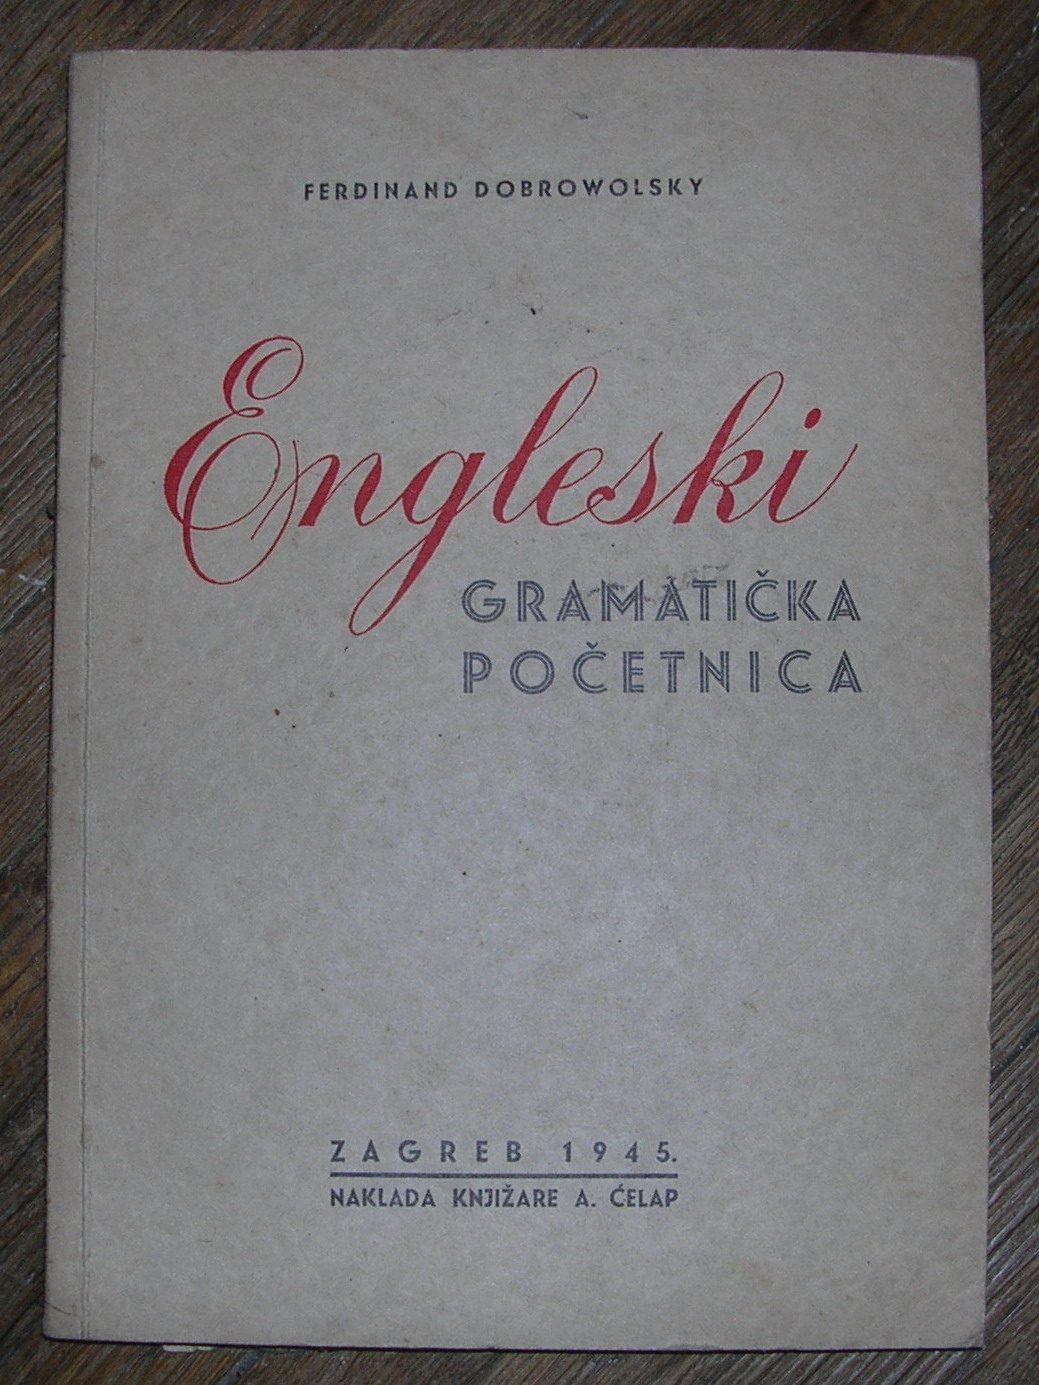 FERDINAND DOBROWOLSKY
Engleski
GRAMATIČKA
POČETNICA
ZAGREB 1945.
NAKLADA KNJIŽARE A. ĆELAP